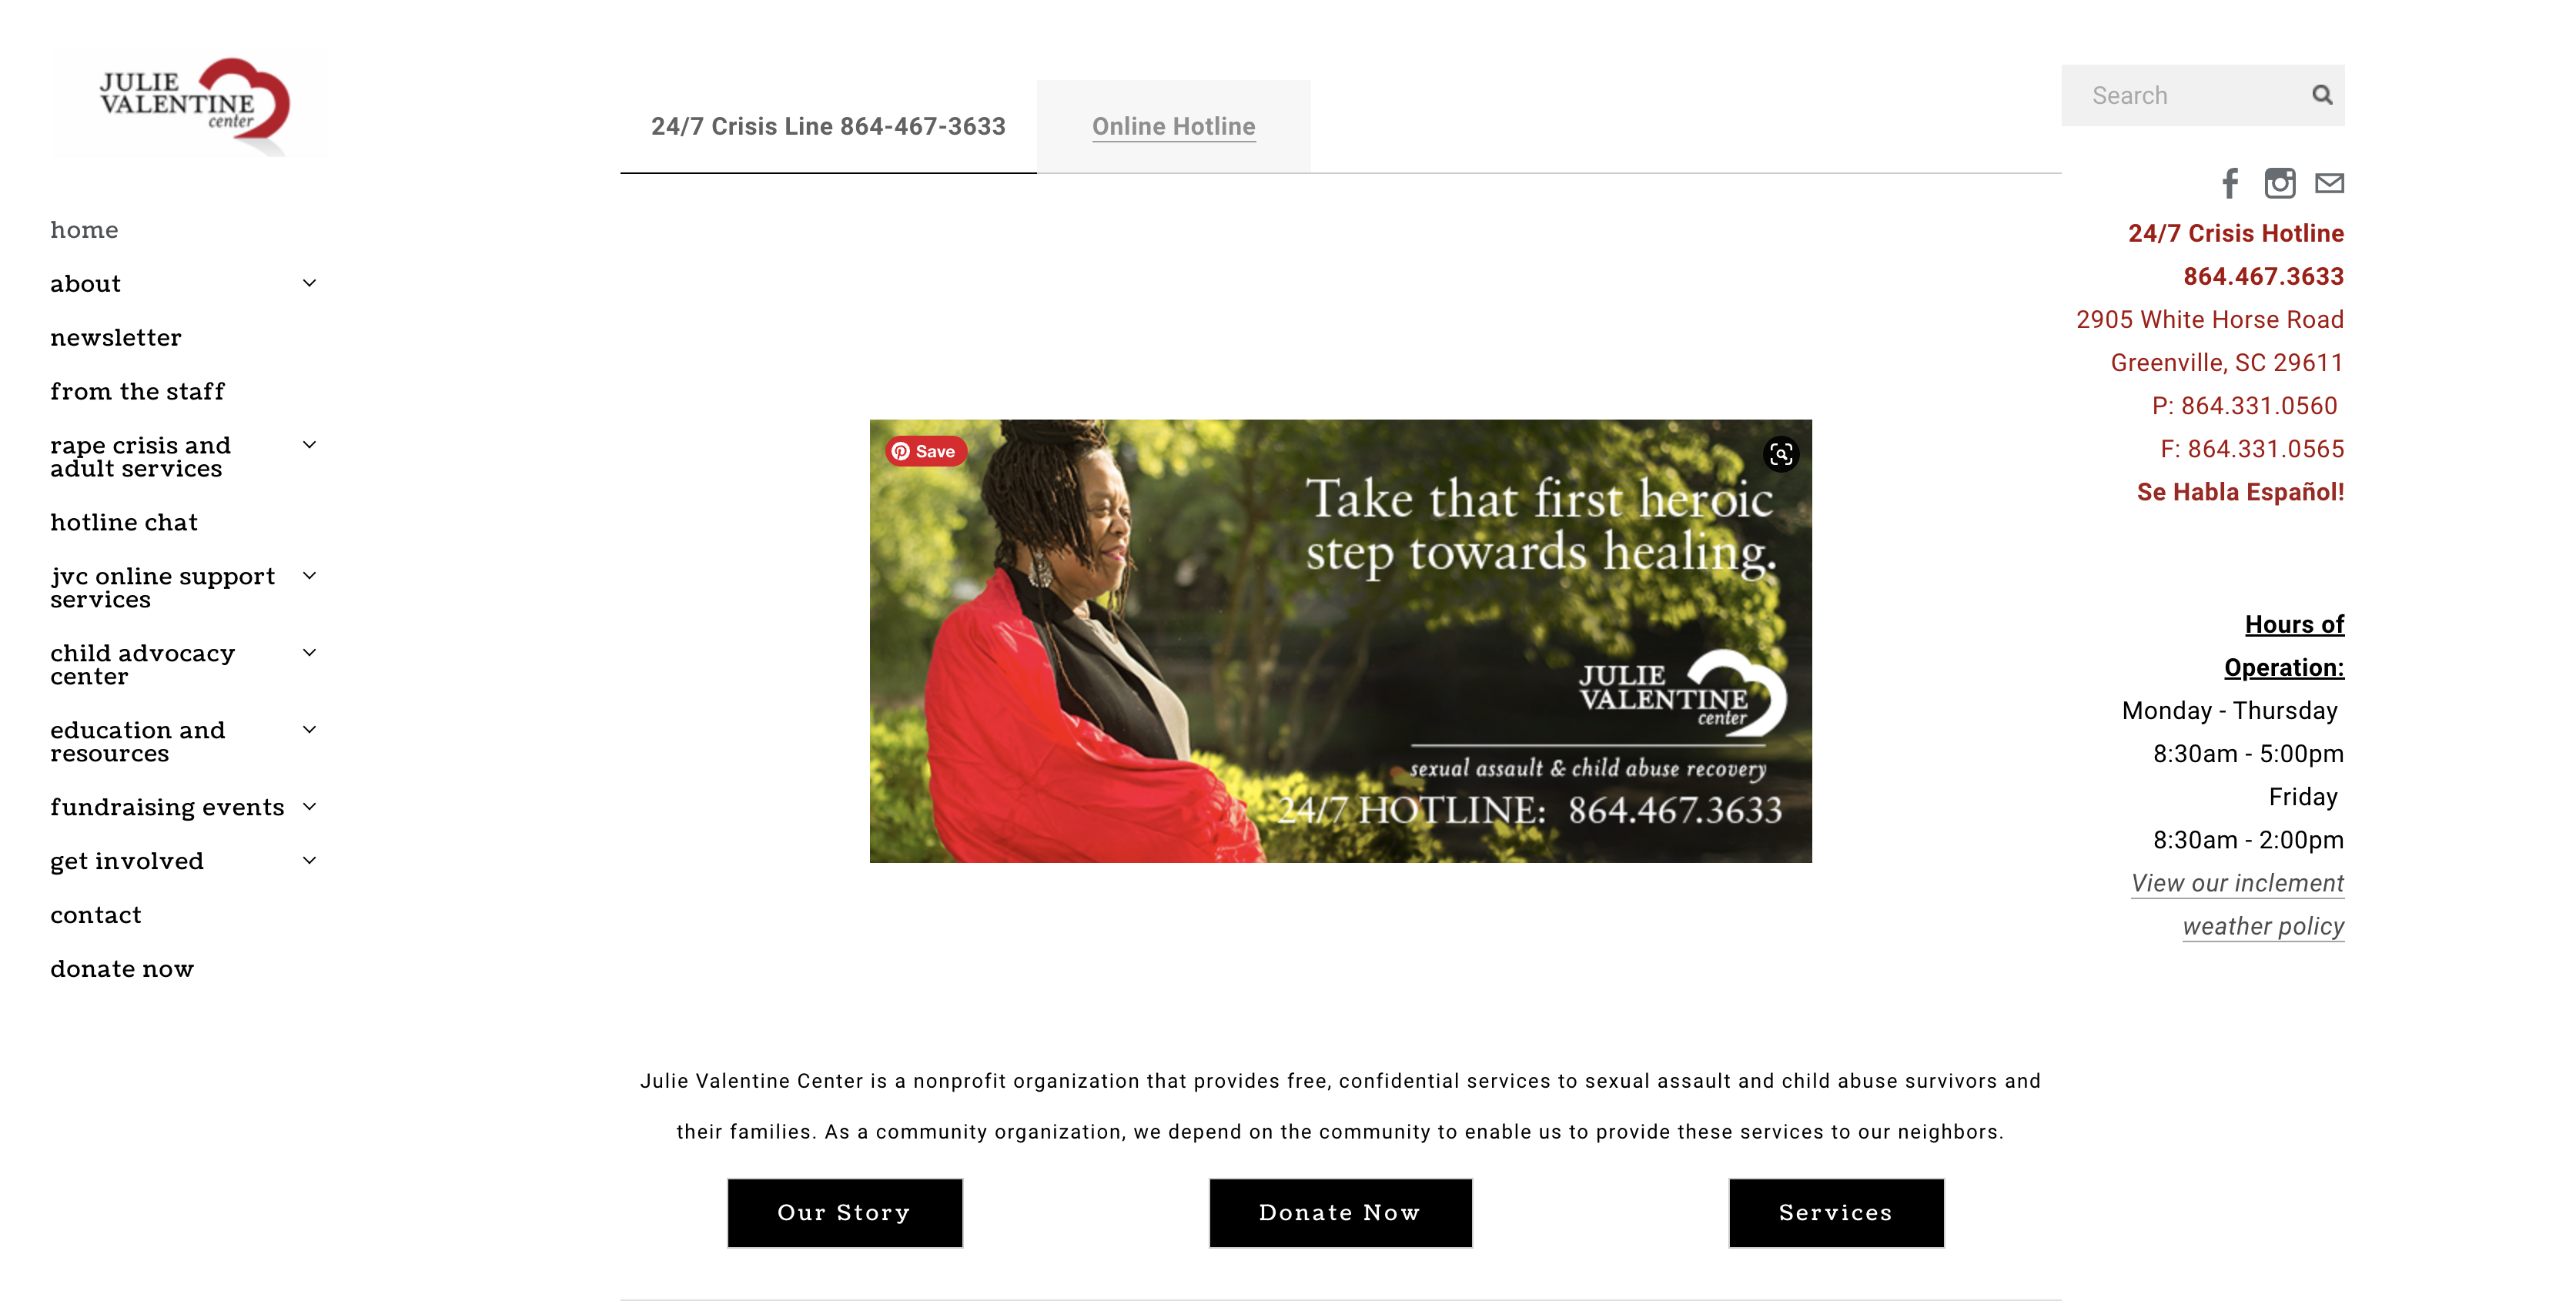 JULIE
VALENTINE
center
home
about
newsletter
from the staff
rape crisis and
adult services
hotline chat
jvc online support
services
child advocacy
center
education and
resources
fundraising events
get involved
contact
donate now
24/7 Crisis Line 864-467-3633
Online Hotline
Save
Take that first heroic
step towards healing.
JULIE
VALENTINE
center
sexual assault & child abuse recovery
24/7 HOTLINE: 864.467.3633
Julie Valentine Center is a nonprofit organization that provides free, confidential services to sexual assault and child abuse survivors and
their families. As a community organization, we depend on the community to enable us to provide these services to our neighbors.
Our Story
Donate Now
Services
Search
24/7 Crisis Hotline
864.467.3633
2905 White Horse Road
Greenville, SC 29611
P: 864.331.0560
F: 864.331.0565
Se Habla Español!
Hours of
Operation:
Monday - Thursday
8:30am - 5:00pm
Friday
8:30am - 2:00pm
View our inclement
weather policy